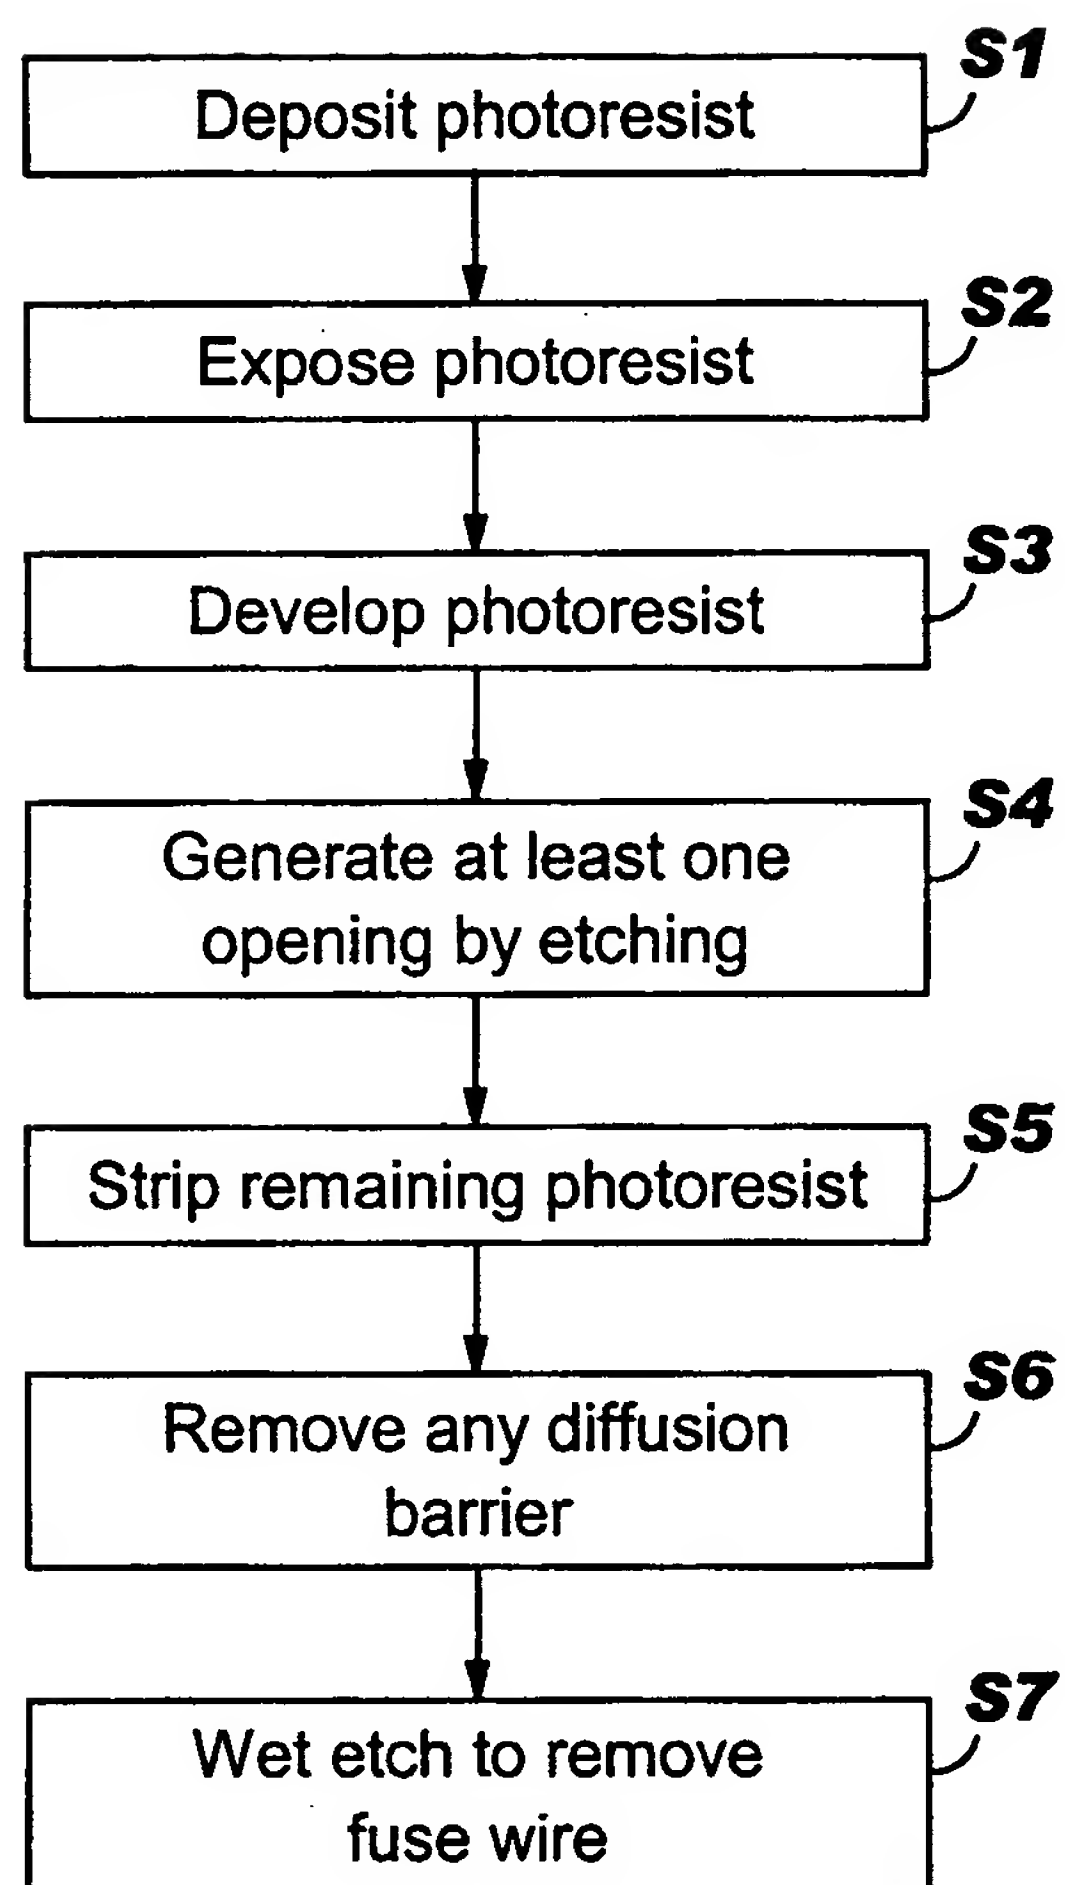 S1
Deposit photoresist
S2
Expose photoresist
S3
Develop photoresist
S4
Generate at least one
opening by etching
S5
Strip remaining photoresist
S6
Remove any diffusion
barrier
S7
Wet etch to remove
fuse wire